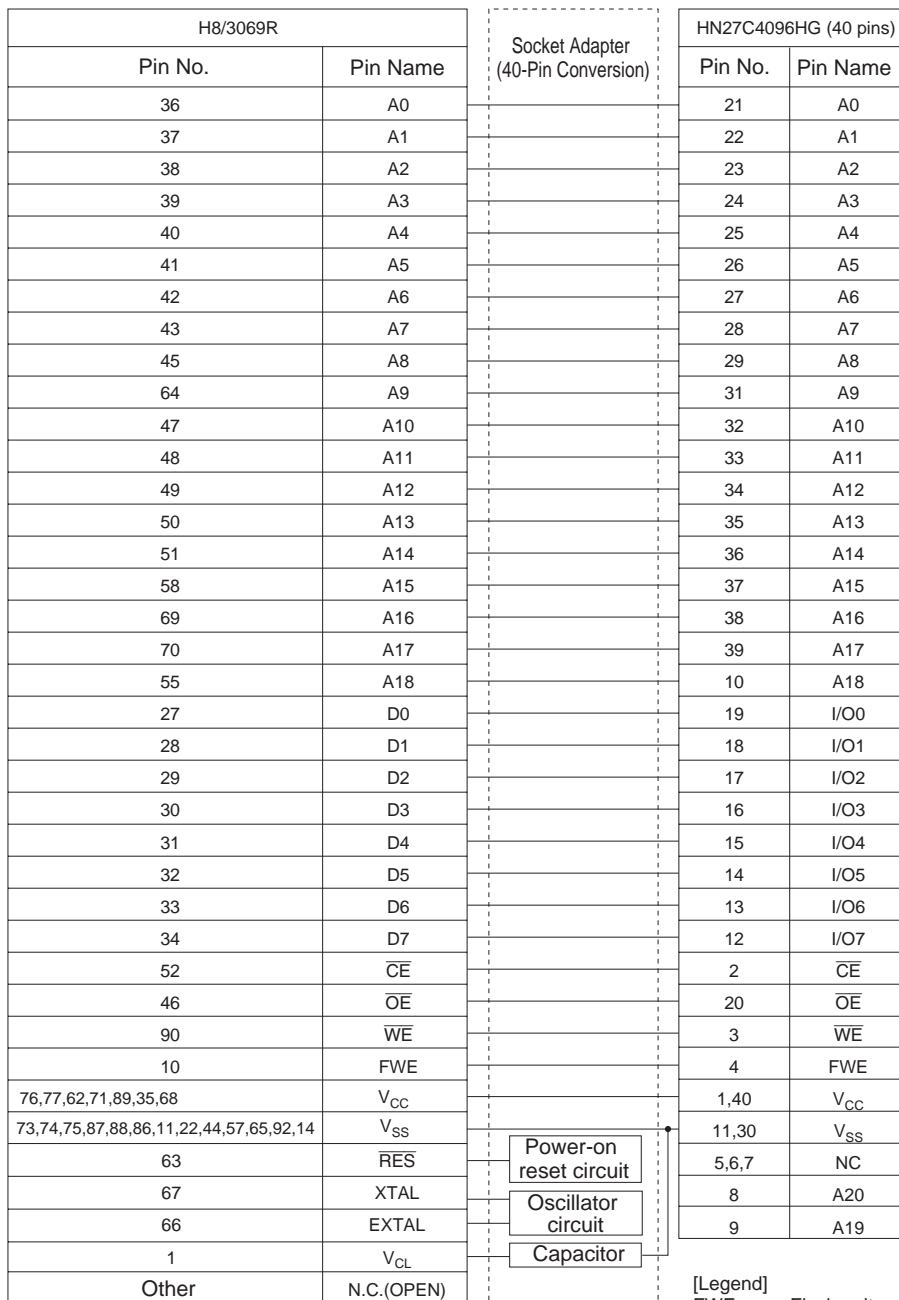 H8/3069R Socket Adapter (40-Pin Conversion) HN27C4096HG (40 pins)
Pin No. Pin Name Pin No. Pin Name
36 A0 21 A0
37 A1 22 A1
38 A2 23 A2
39 A3 24 A3
40 A4 25 A4
41 A5 26 A5
42 A6 27 A6
43 A7 28 A7
45 A8 29 A8
64 A9 31 A9
47 A10 32 A10
48 A11 33 A11
49 A12 34 A12
50 A13 35 A13
51 A14 36 A14
58 A15 37 A15
69 A16 38 A16
70 A17 39 A17
55 A18 10 A18
27 D0 19 I/O0
28 D1 18 I/O1
29 D2 17 I/O2
30 D3 16 I/O3
31 D4 15 I/O4
32 D5 14 I/O5
33 D6 13 I/O6
34 D7 12 I/O7
52 C̅E̅ 2 C̅E̅
46 O̅E̅ 20 O̅E̅
90 W̅E̅ 3 W̅E̅
10 FWE 4 FWE
76,77,62,71,89,35,68 VCC 1,40 VCC
73,74,75,87,88,86,11,22,44,57,65,92,14 VSS 11,30 VSS
63 R̅E̅S̅ Power-on reset circuit 5,6,7 NC
67 XTAL Oscillator circuit 8 A20
66 EXTAL 9 A19
1 VCL Capacitor
Other N.C.(OPEN)
[Legend]